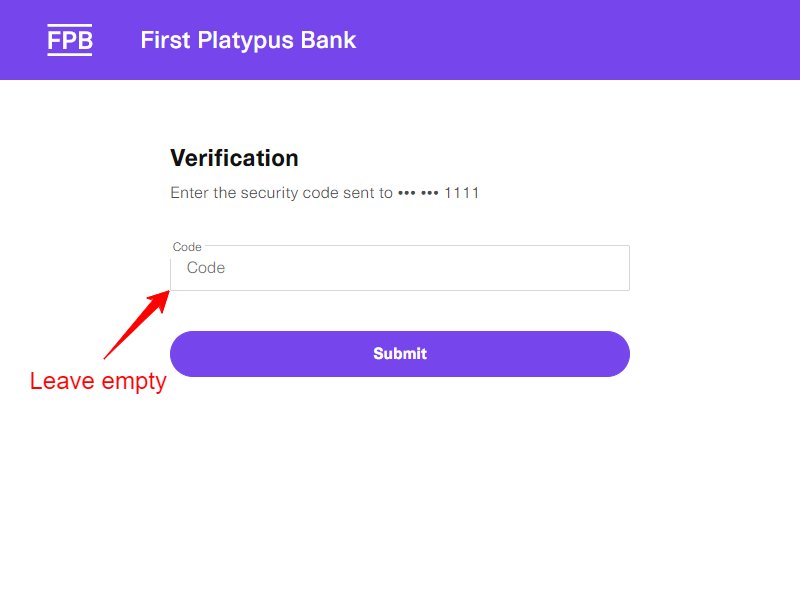 FPB
First Platypus Bank
Verification
Enter the security code sent to ••• ••• 1111
Code
Code
Submit
Leave empty